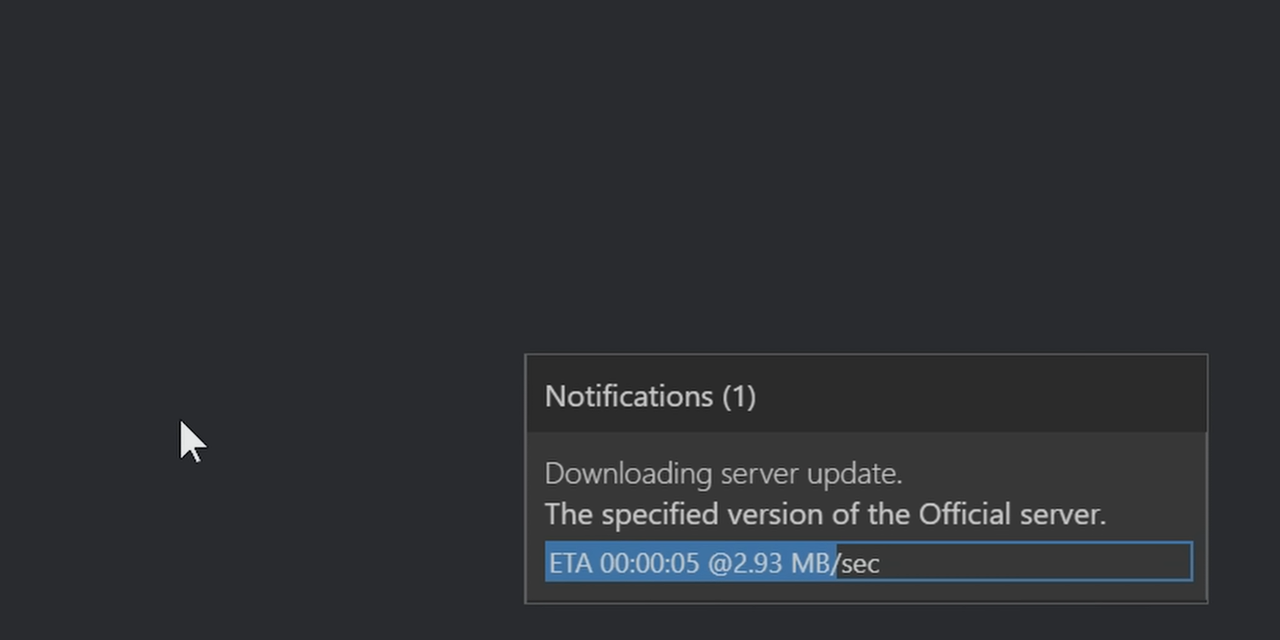 Notifications (1)
Downloading server update.
The specified version of the Official server.
ETA 00:00:05 @2.93 MB/sec